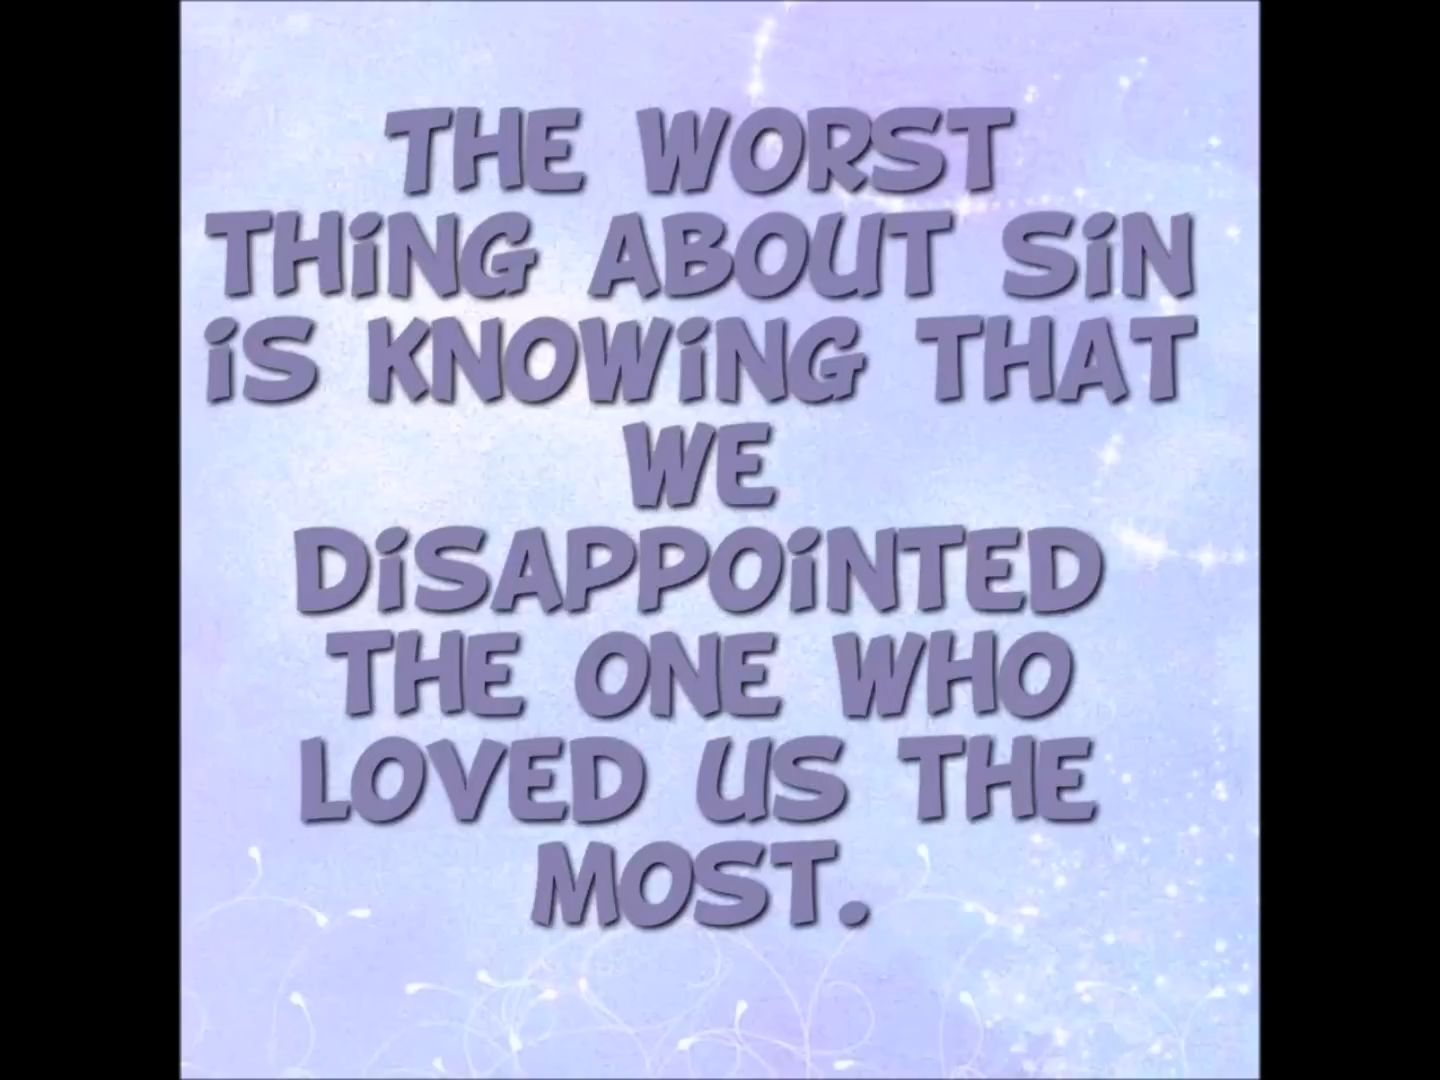 THE WORST
THiNG ABOUT SiN
iS KNOWiNG THAT
WE
DiSAPPOiNTED
THE ONE WHO
LOVED US THE
MOST.